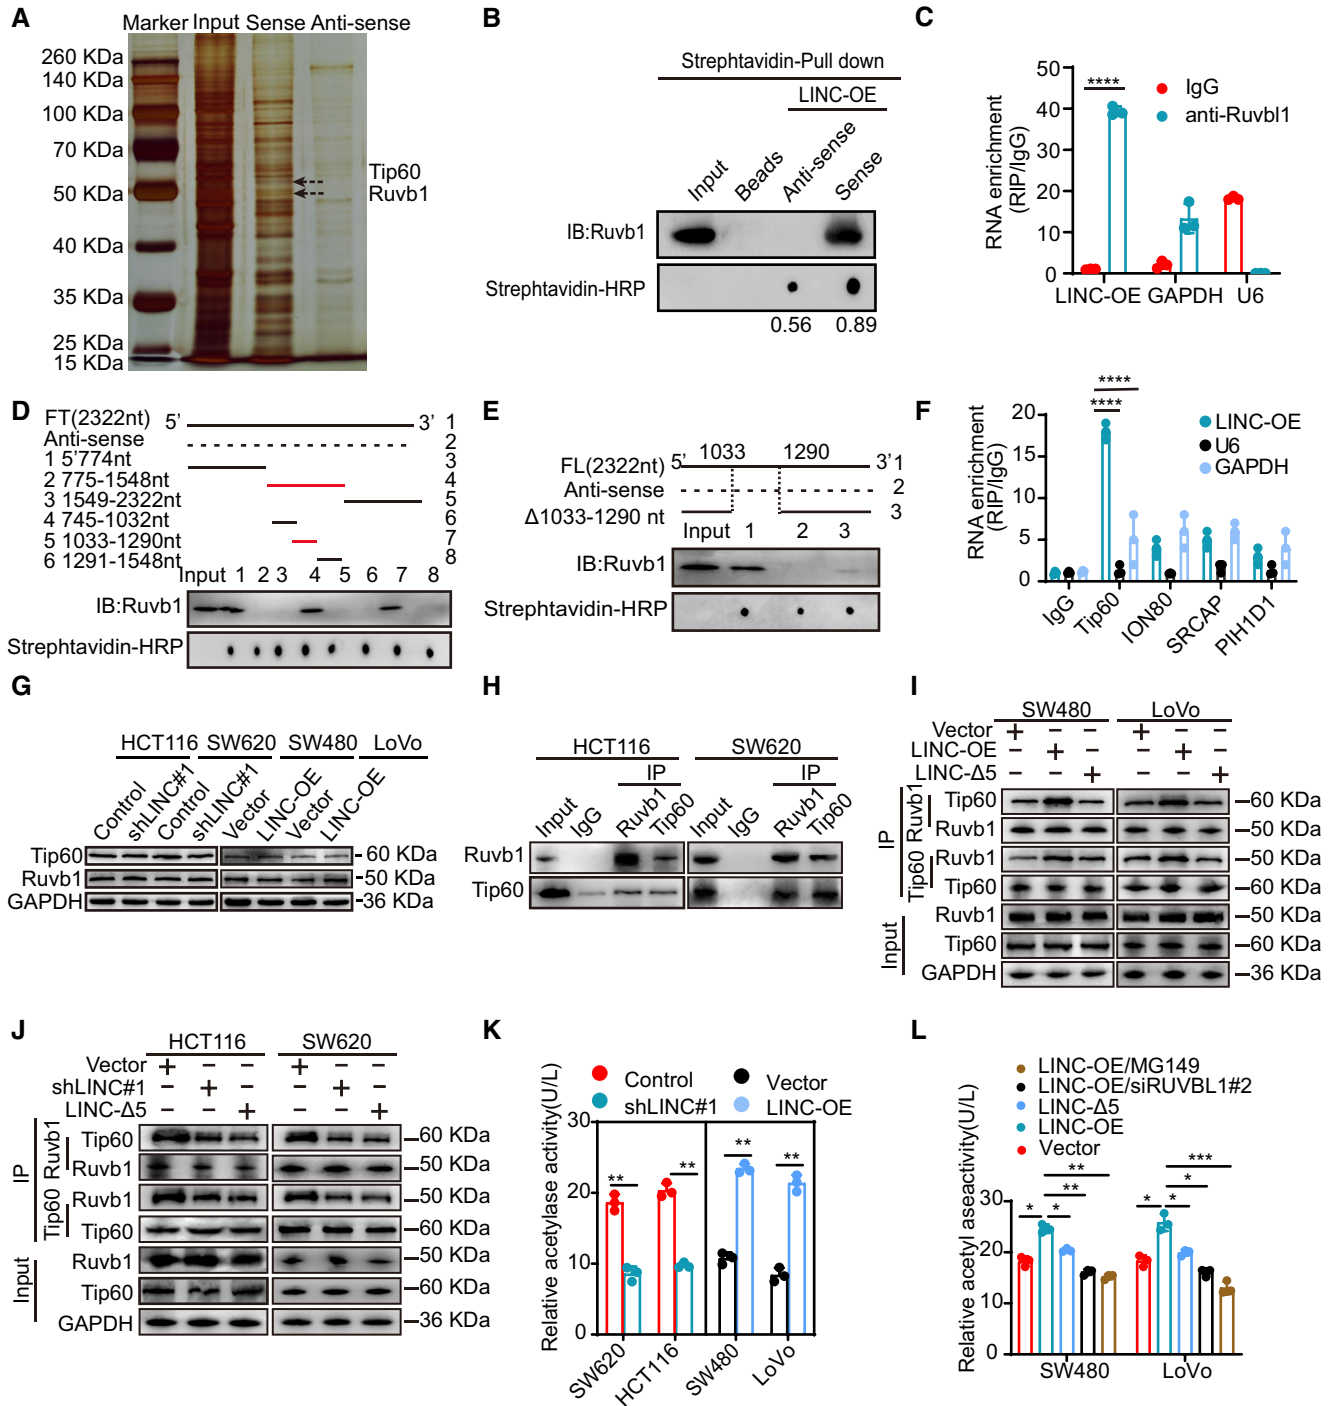 A
Marker Input Sense Anti-sense
260 KDa
140 KDa
100 KDa
70 KDa
50 KDa
40 KDa
35 KDa
25 KDa
15 KDa
Tip60
Ruvb1
B
Strephtavidin-Pull down
LINC-OE
Input Beads Anti-sense Sense
IB:Ruvb1
Strephtavidin-HRP
0.56 0.89
C
RNA enrichment
(RIP/IgG)
50
40
30
20
10
0
****
IgG
anti-Ruvbl1
LINC-OE GAPDH U6
D
FT(2322nt) 5' 3' 1
Anti-sense 2
1 5'774nt 3
2 775-1548nt 4
3 1549-2322nt 5
4 745-1032nt 6
5 1033-1290nt 7
6 1291-1548nt 8
Input 1 2 3 4 5 6 7 8
IB:Ruvb1
Strephtavidin-HRP
E
5' 1033 1290
FL(2322nt) 3'1
Anti-sense 2
Δ1033-1290 nt 3
Input 1 2 3
IB:Ruvb1
Strephtavidin-HRP
F
RNA enrichment
(RIP/IgG)
20
15
10
5
0
****
****
LINC-OE
U6
GAPDH
IgG Tip60 ION80 SRCAP PIH1D1
G
HCT116 SW620 SW480 LoVo
Control shLINC#1 Control shLINC#1 Vector LINC-OE Vector LINC-OE
Tip60 - 60 KDa
Ruvb1 -50 KDa
GAPDH -36 KDa
H
HCT116 SW620
IP IP
Input IgG Ruvb1 Tip60 Input IgG Ruvb1 Tip60
Ruvb1
Tip60
I
SW480 LoVo
Vector + − − + − −
LINC-OE − + − − + −
LINC-Δ5 − − + − − +
IP
Ruvb1
Tip60 –60 KDa
Ruvb1 –50 KDa
Tip60
Ruvb1 –50 KDa
Tip60 –60 KDa
Input
Ruvb1 –50 KDa
Tip60 –60 KDa
GAPDH –36 KDa
J
HCT116 SW620
Vector + − − + − −
shLINC#1 − + − − + −
LINC-Δ5 − − + − − +
IP
Ruvb1
Tip60 –60 KDa
Ruvb1 –50 KDa
Tip60
Ruvb1 –50 KDa
Tip60 –60 KDa
Input
Ruvb1 –50 KDa
Tip60 –60 KDa
GAPDH –36 KDa
K
Control Vector
shLINC#1 LINC-OE
Relative acetylase activity(U/L)
30
20
10
0
** ** ** **
SW620 HCT116 SW480 LoVo
L
LINC-OE/MG149
LINC-OE/siRUVBL1#2
LINC-Δ5
LINC-OE
Vector
Relative acetyl aseactivity(U/L)
30
20
10
0
** ** * *
*** * * *
SW480 LoVo